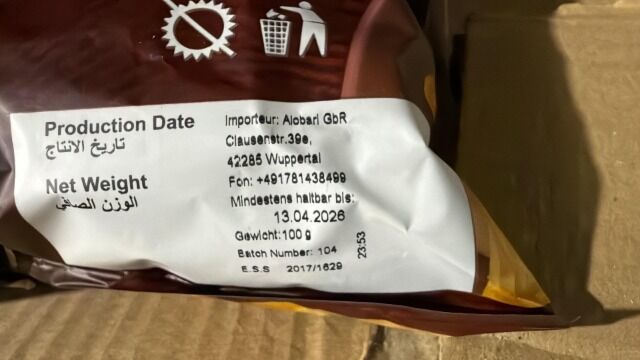 Production Date
تاريخ الانتاج
Net Weight
الوزن الصافي
Importeur: Alobari GbR
Clausenstr.39e,
42285 Wuppertal
Fon: +491781438499
Mindestens haltbar bis:
13.04.2026
Gewicht:100 g
Batch Number: 104
E.S.S 2017/1629
23:53